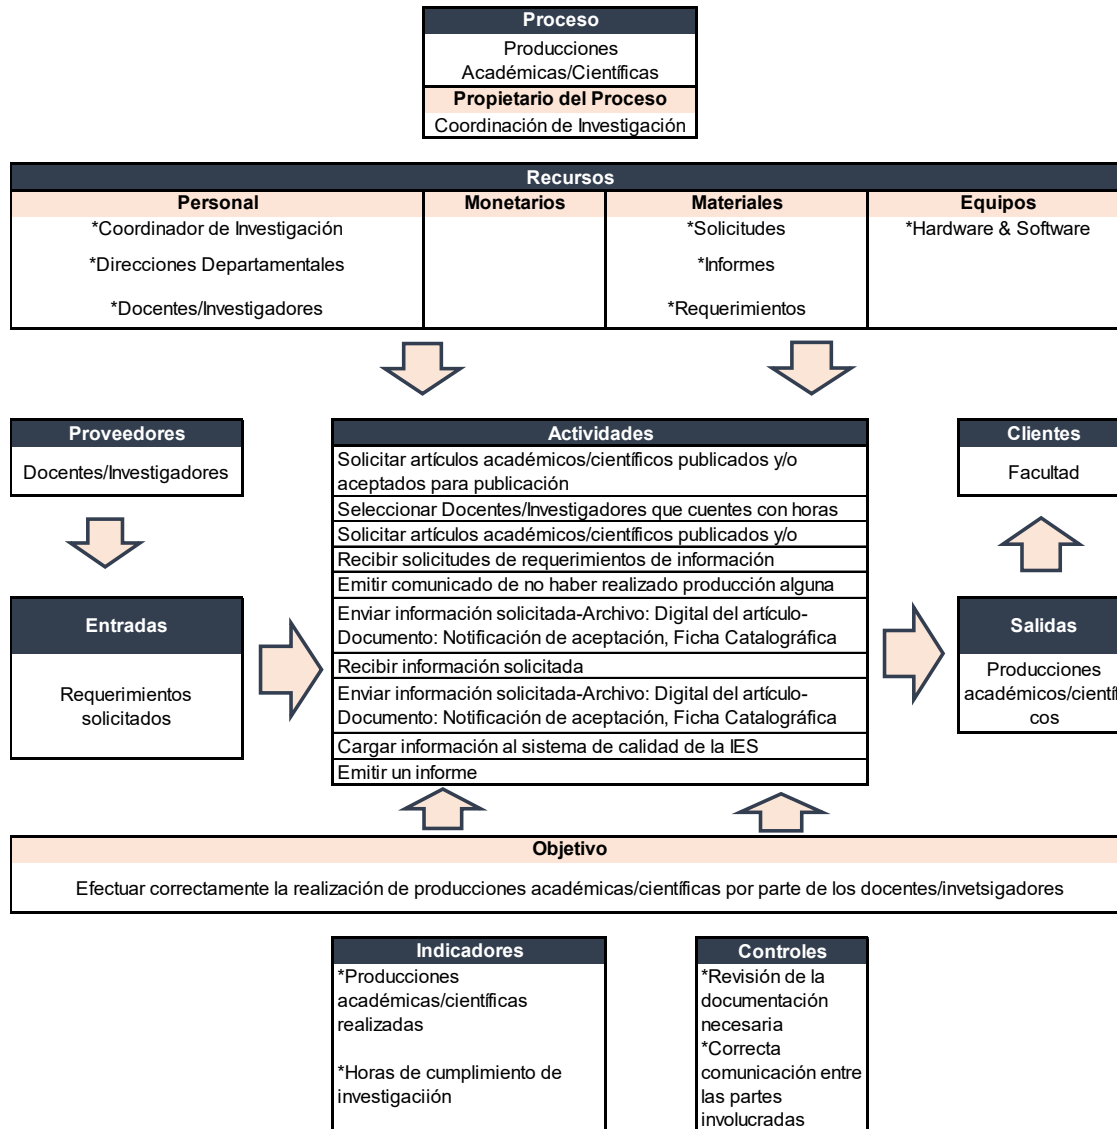 Proceso
Producciones
Académicas/Científicas
Propietario del Proceso
Coordinación de Investigación
Recursos
Personal
Monetarios
Materiales
Equipos
*Coordinador de Investigación
*Direcciones Departamentales
*Docentes/Investigadores
*Solicitudes
*Informes
*Requerimientos
*Hardware & Software
Proveedores
Docentes/Investigadores
Entradas
Requerimientos
solicitados
Actividades
Solicitar artículos académicos/científicos publicados y/o
aceptados para publicación
Seleccionar Docentes/Investigadores que cuentes con horas
Solicitar artículos académicos/científicos publicados y/o
Recibir solicitudes de requerimientos de información
Emitir comunicado de no haber realizado producción alguna
Enviar información solicitada-Archivo: Digital del artículo-
Documento: Notificación de aceptación, Ficha Catalográfica
Recibir información solicitada
Enviar información solicitada-Archivo: Digital del artículo-
Documento: Notificación de aceptación, Ficha Catalográfica
Cargar información al sistema de calidad de la IES
Emitir un informe
Clientes
Facultad
Salidas
Producciones
académicos/científi
cos
Objetivo
Efectuar correctamente la realización de producciones académicas/científicas por parte de los docentes/invetsigadores
Indicadores
*Producciones
académicas/científicas
realizadas
*Horas de cumplimiento de
investigaciión
Controles
*Revisión de la
documentación
necesaria
*Correcta
comunicación entre
las partes
involucradas